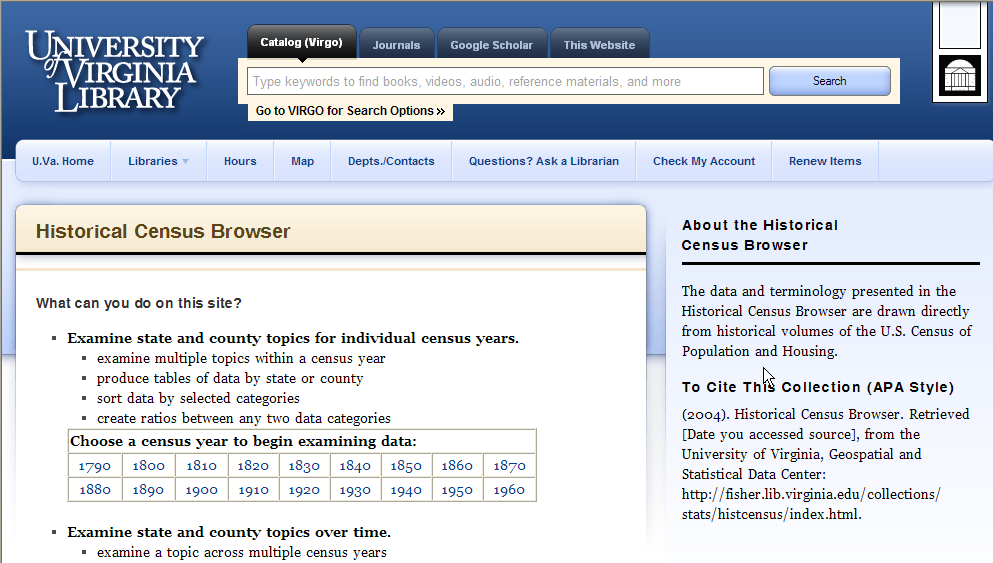 UNIVERSITY
of VIRGINIA
LIBRARY
Catalog (Virgo) Journals Google Scholar This Website
Type keywords to find books, videos, audio, reference materials, and more Search
Go to VIRGO for Search Options »
U.Va. Home Libraries Hours Map Depts./Contacts Questions? Ask a Librarian Check My Account Renew Items
Historical Census Browser
What can you do on this site?
Examine state and county topics for individual census years.
examine multiple topics within a census year
produce tables of data by state or county
sort data by selected categories
create ratios between any two data categories
Choose a census year to begin examining data:
1790 1800 1810 1820 1830 1840 1850 1860 1870
1880 1890 1900 1910 1920 1930 1940 1950 1960
Examine state and county topics over time.
examine a topic across multiple census years
About the Historical
Census Browser
The data and terminology presented in the
Historical Census Browser are drawn directly
from historical volumes of the U.S. Census of
Population and Housing.
To Cite This Collection (APA Style)
(2004). Historical Census Browser. Retrieved
[Date you accessed source], from the
University of Virginia, Geospatial and
Statistical Data Center:
http://fisher.lib.virginia.edu/collections/
stats/histcensus/index.html.